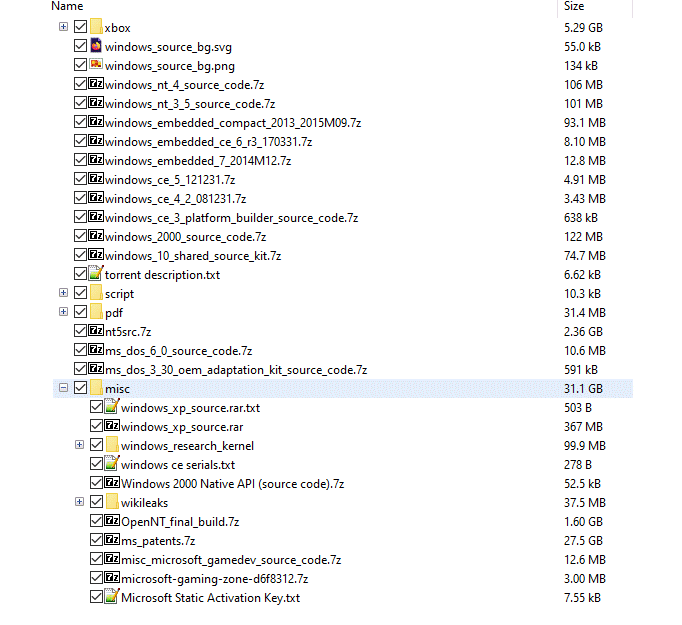 Name Size
xbox 5.29 GB
windows_source_bg.svg 55.0 kB
windows_source_bg.png 134 kB
windows_nt_4_source_code.7z 106 MB
windows_nt_3_5_source_code.7z 101 MB
windows_embedded_compact_2013_2015M09.7z 93.1 MB
windows_embedded_ce_6_r3_170331.7z 8.10 MB
windows_embedded_7_2014M12.7z 12.8 MB
windows_ce_5_121231.7z 4.91 MB
windows_ce_4_2_081231.7z 3.43 MB
windows_ce_3_platform_builder_source_code.7z 638 kB
windows_2000_source_code.7z 122 MB
windows_10_shared_source_kit.7z 74.7 MB
torrent description.txt 6.62 kB
script 10.3 kB
pdf 31.4 MB
nt5src.7z 2.36 GB
ms_dos_6_0_source_code.7z 10.6 MB
ms_dos_3_30_oem_adaptation_kit_source_code.7z 591 kB
misc 31.1 GB
windows_xp_source.rar.txt 503 B
windows_xp_source.rar 367 MB
windows_research_kernel 99.9 MB
windows ce serials.txt 278 B
Windows 2000 Native API (source code).7z 52.5 kB
wikileaks 37.5 MB
OpenNT_final_build.7z 1.60 GB
ms_patents.7z 27.5 GB
misc_microsoft_gamedev_source_code.7z 12.6 MB
microsoft-gaming-zone-d6f8312.7z 3.00 MB
Microsoft Static Activation Key.txt 7.55 kB